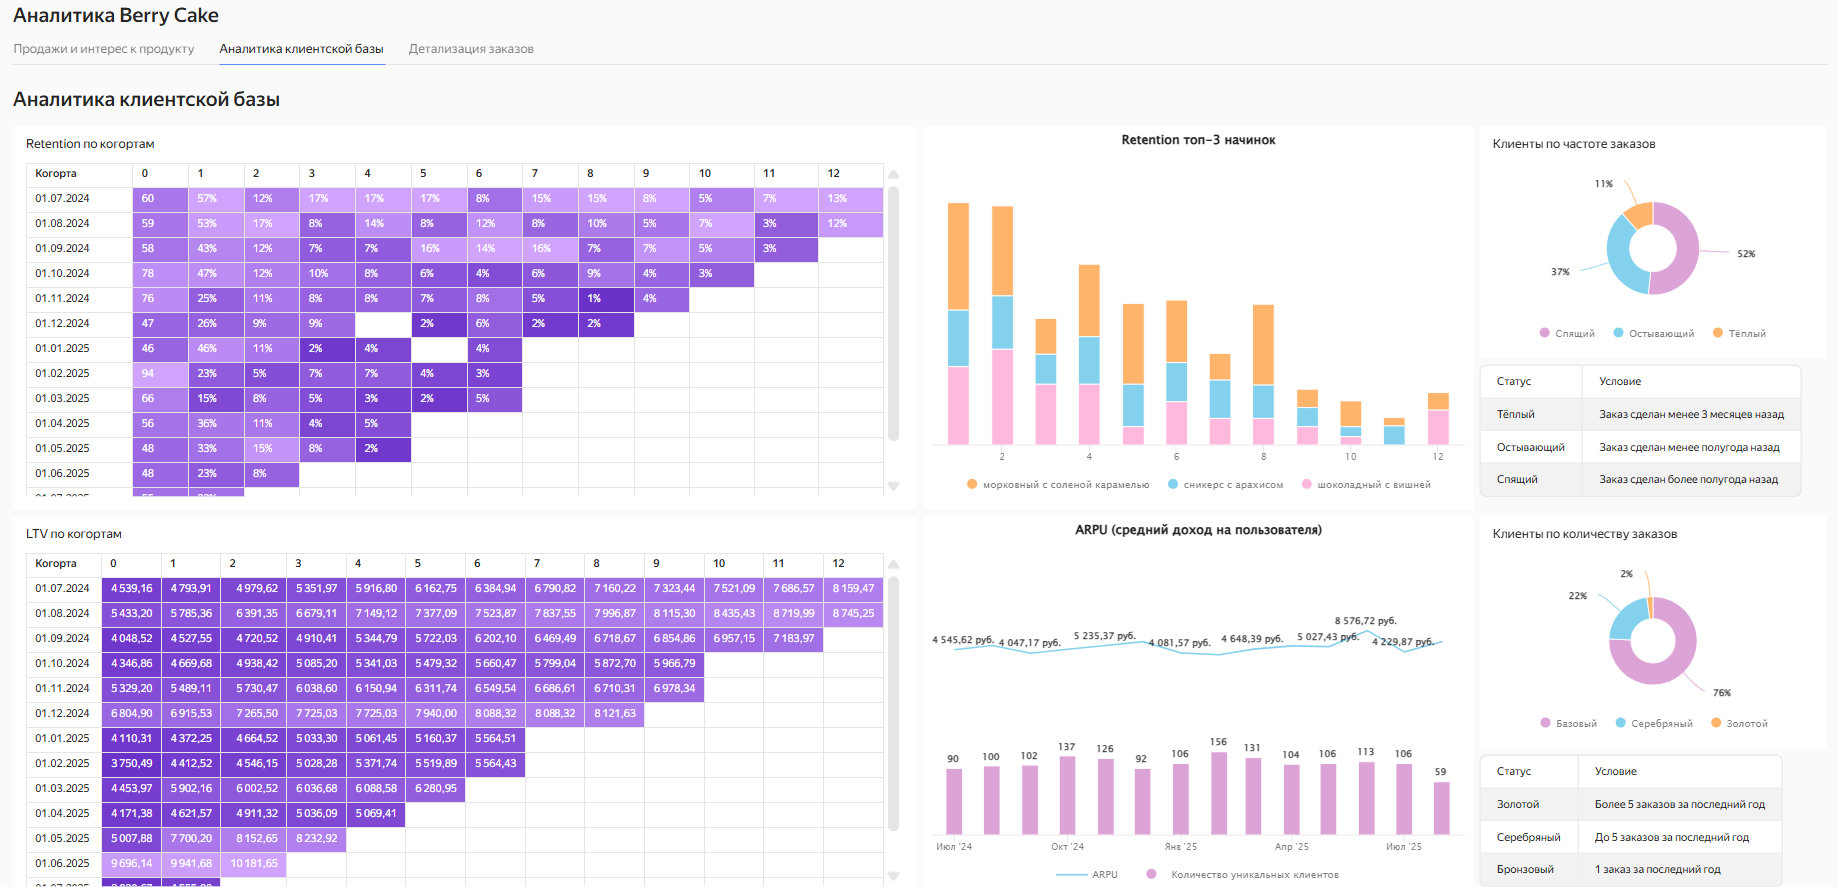 Аналитика Berry Cake
Продажи и интерес к продукту Аналитика клиентской базы Детализация заказов
Аналитика клиентской базы
Retention по когортам
Когорта 0 1 2 3 4 5 6 7 8 9 10 11 12
01.07.2024 60 57% 12% 17% 17% 17% 8% 15% 15% 8% 5% 7% 13%
01.08.2024 59 53% 17% 8% 14% 8% 12% 8% 10% 5% 7% 3% 12%
01.09.2024 58 43% 12% 7% 7% 16% 14% 16% 7% 7% 5% 3%
01.10.2024 78 47% 12% 10% 8% 6% 4% 6% 9% 4% 3%
01.11.2024 76 25% 11% 8% 8% 7% 8% 5% 1% 4%
01.12.2024 47 26% 9% 9% 2% 6% 2% 2%
01.01.2025 46 46% 11% 2% 4% 4%
01.02.2025 94 23% 5% 7% 7% 4% 3%
01.03.2025 66 15% 8% 5% 3% 2% 5%
01.04.2025 56 36% 11% 4% 5%
01.05.2025 48 33% 15% 8% 2%
01.06.2025 48 23% 8%
Retention топ-3 начинок
2 4 6 8 10 12
морковный с соленой карамелью сникерс с арахисом шоколадный с вишней
Клиенты по частоте заказов
11%
52%
37%
Спящий Остывающий Тёплый
Статус Условие
Тёплый Заказ сделан менее 3 месяцев назад
Остывающий Заказ сделан менее полугода назад
Спящий Заказ сделан более полугода назад
LTV по когортам
Когорта 0 1 2 3 4 5 6 7 8 9 10 11 12
01.07.2024 4 539,16 4 793,91 4 979,62 5 351,97 5 916,80 6 162,75 6 384,94 6 790,82 7 160,22 7 323,44 7 521,09 7 686,57 8 159,47
01.08.2024 5 433,20 5 785,36 6 391,35 6 679,11 7 149,12 7 377,09 7 523,87 7 837,55 7 996,87 8 115,30 8 435,43 8 719,99 8 745,25
01.09.2024 4 048,52 4 527,55 4 720,52 4 910,41 5 344,79 5 722,03 6 202,10 6 469,49 6 718,67 6 854,86 6 957,15 7 183,97
01.10.2024 4 346,86 4 669,68 4 938,42 5 085,20 5 341,03 5 479,32 5 660,47 5 799,04 5 872,70 5 966,79
01.11.2024 5 329,20 5 489,11 5 730,47 6 038,60 6 150,94 6 311,74 6 549,54 6 686,61 6 710,31 6 978,34
01.12.2024 6 804,90 6 915,53 7 265,50 7 725,03 7 725,03 7 940,00 8 088,32 8 088,32 8 121,63
01.01.2025 4 110,31 4 372,25 4 664,52 5 033,30 5 061,45 5 160,37 5 564,51
01.02.2025 3 750,49 4 412,52 4 546,15 5 028,28 5 371,74 5 519,89 5 564,43
01.03.2025 4 453,97 5 902,16 6 002,52 6 036,68 6 088,58 6 280,95
01.04.2025 4 171,38 4 621,57 4 911,32 5 036,09 5 069,41
01.05.2025 5 007,88 7 700,20 8 152,65 8 232,92
01.06.2025 9 696,14 9 941,68 10 181,65
ARPU (средний доход на пользователя)
4 545,62 руб. 4 047,17 руб. 5 235,37 руб. 4 081,57 руб. 4 648,39 руб. 5 027,43 руб. 8 576,72 руб. 4 229,87 руб.
90 100 102 137 126 92 106 156 131 104 106 113 106 59
Июл '24 Окт '24 Янв '25 Апр '25 Июл '25
ARPU Количество уникальных клиентов
Клиенты по количеству заказов
2%
22%
76%
Базовый Серебряный Золотой
Статус Условие
Золотой Более 5 заказов за последний год
Серебряный До 5 заказов за последний год
Бронзовый 1 заказ за последний год